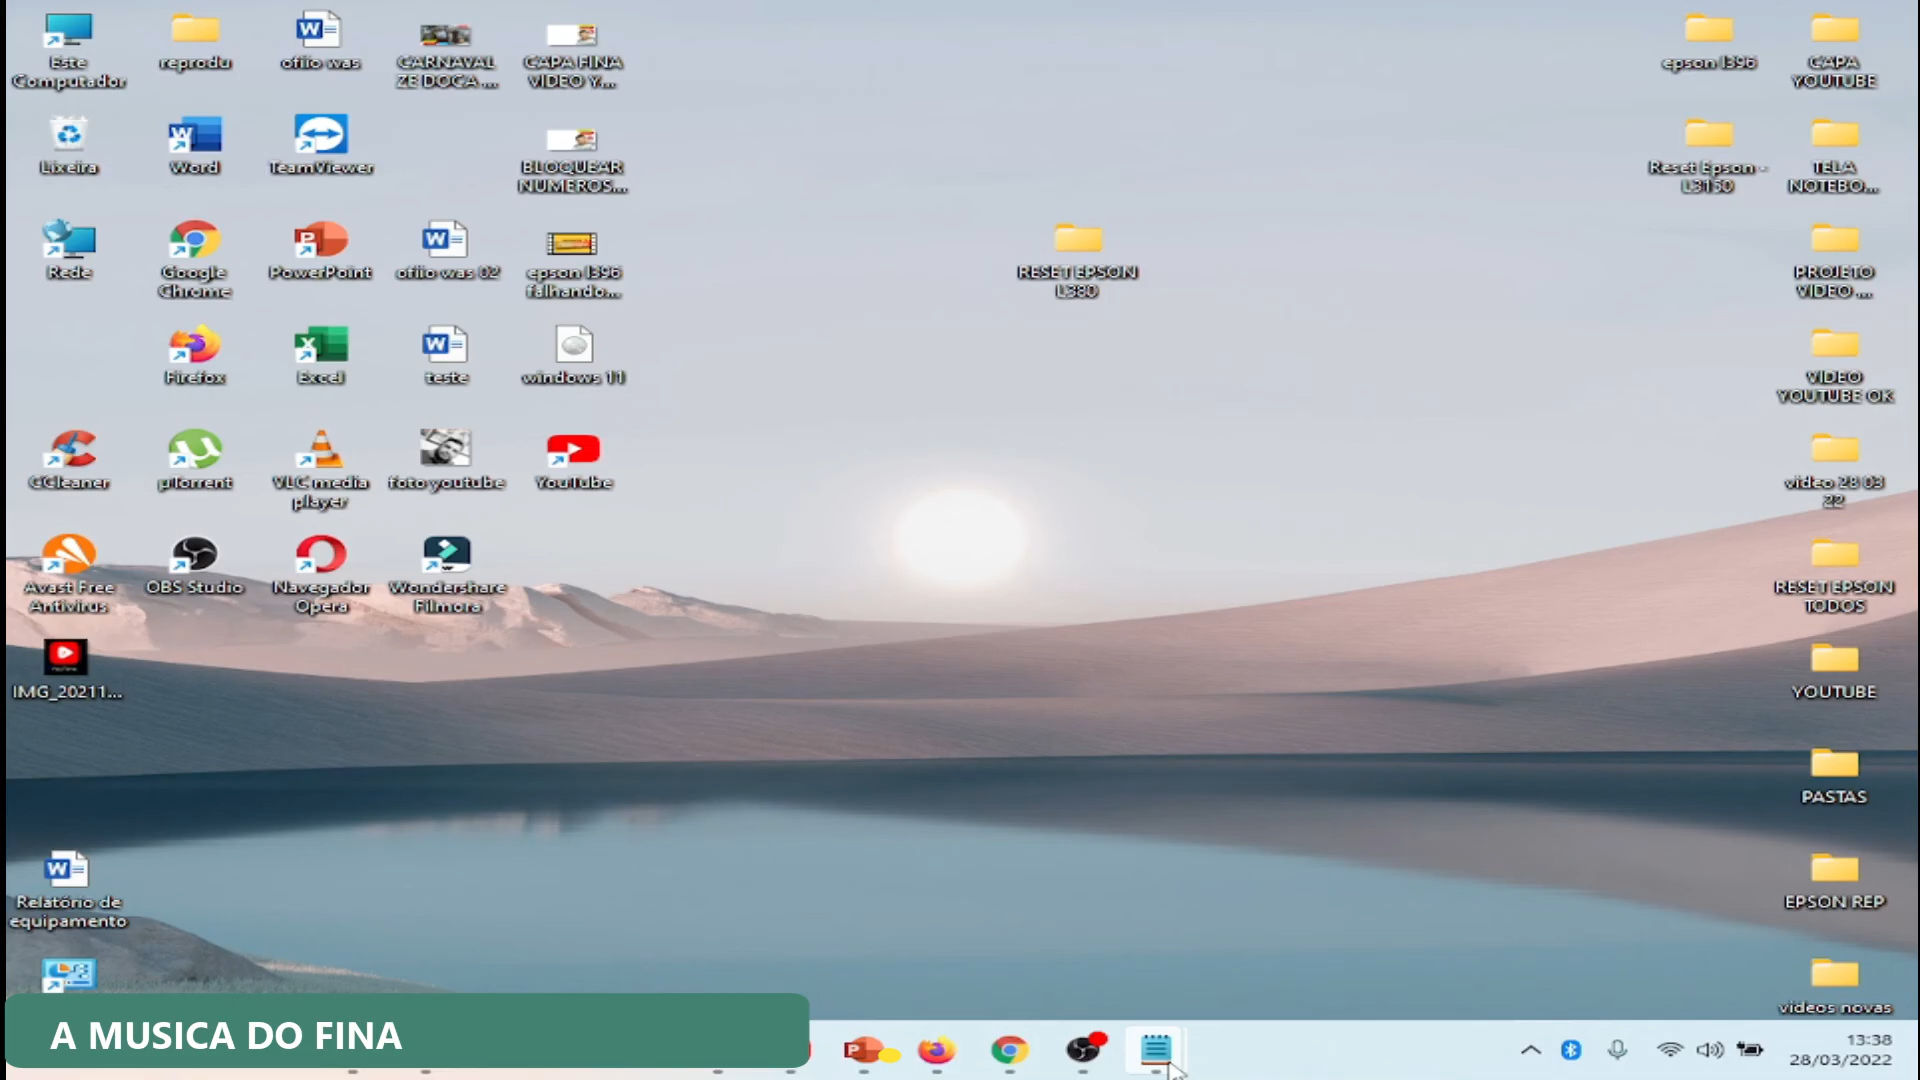 Este
Computador
reprodu
ofiio was
CARNAVAL
ZE DOCA ...
CAPA FINA
VIDEO Y...
epson l396
CAPA
YOUTUBE
Lixeira
Word
TeamViewer
BLOQUEAR
NUMEROS...
Reset Epson -
L3150
TELA
NOTEBO...
Rede
Google
Chrome
PowerPoint
ofiio was 02
epson l396
falhando...
RESET EPSON
L380
PROJETO
VIDEO ...
Firefox
Excel
teste
windows 11
VIDEO
YOUTUBE OK
CCleaner
µTorrent
VLC media
player
foto youtube
YouTube
video 28 03
22
Avast Free
Antivirus
OBS Studio
Navegador
Opera
Wondershare
Filmora
RESET EPSON
TODOS
IMG_20211...
YOUTUBE
PASTAS
Relatório de
equipamento
EPSON REP
videos novas
A MUSICA DO FINA
13:38
28/03/2022